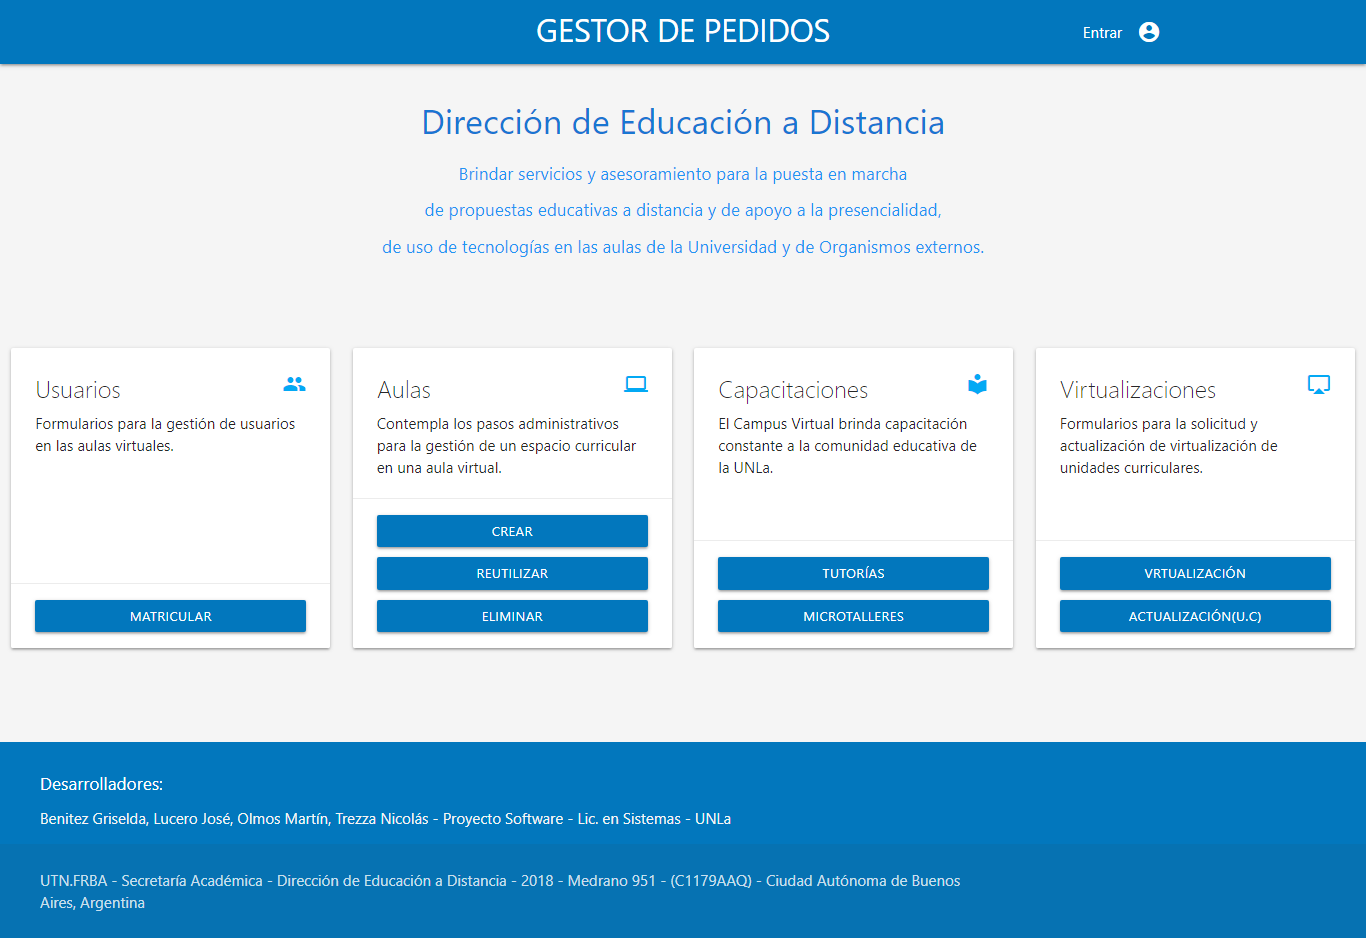 GESTOR DE PEDIDOS
Entrar
Dirección de Educación a Distancia
Brindar servicios y asesoramiento para la puesta en marcha
de propuestas educativas a distancia y de apoyo a la presencialidad,
de uso de tecnologías en las aulas de la Universidad y de Organismos externos.
Usuarios
Formularios para la gestión de usuarios
en las aulas virtuales.
MATRICULAR
Aulas
Contempla los pasos administrativos
para la gestión de un espacio curricular
en una aula virtual.
CREAR
REUTILIZAR
ELIMINAR
Capacitaciones
El Campus Virtual brinda capacitación
constante a la comunidad educativa de
la UNLa.
TUTORÍAS
MICROTALLERES
Virtualizaciones
Formularios para la solicitud y
actualización de virtualización de
unidades curriculares.
VRTUALIZACIÓN
ACTUALIZACIÓN(U.C)
Desarrolladores:
Benitez Griselda, Lucero José, Olmos Martín, Trezza Nicolás - Proyecto Software - Lic. en Sistemas - UNLa
UTN.FRBA - Secretaría Académica - Dirección de Educación a Distancia - 2018 - Medrano 951 - (C1179AAQ) - Ciudad Autónoma de Buenos
Aires, Argentina